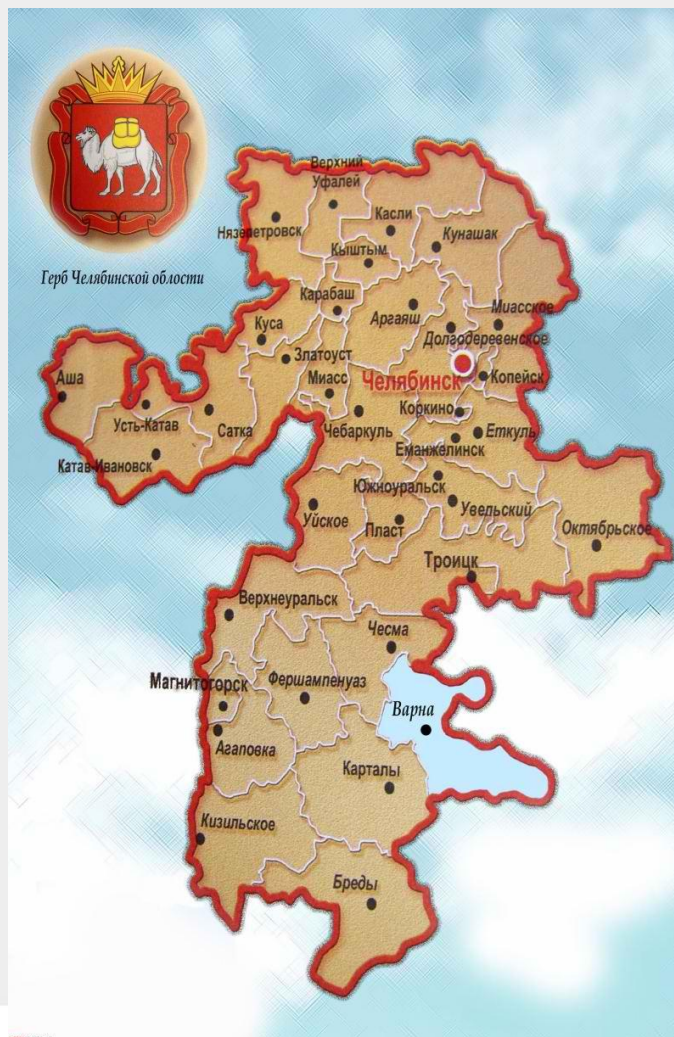 Герб Челябинской области
Верхний
Уфалей
Касли
Нязепетровск
Кунашак
Кыштым
Карабаш
Аргаяш
Миасское
Куса
Долгодеревенское
Златоуст
Аша
Миасс
Челябинск
Копейск
Усть-Катав
Сатка
Чебаркуль
Коркино
Еткуль
Еманжелинск
Катав-Ивановск
Южноуральск
Уйское
Пласт
Увельский
Октябрьское
Троицк
Верхнеуральск
Чесма
Магнитогорск
Фершампенуаз
Варна
Агаповка
Карталы
Кизильское
Бреды